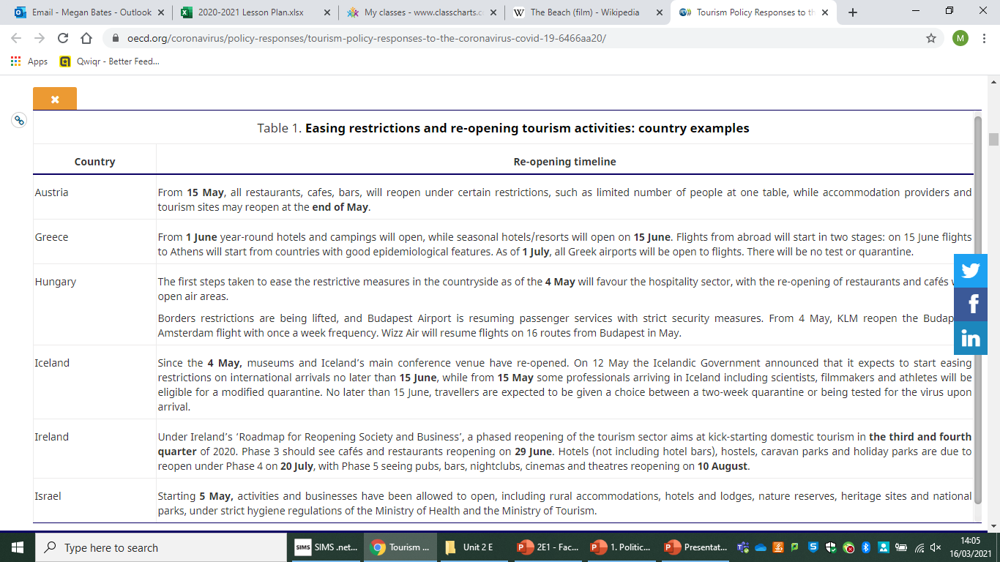 Email - Megan Bates - Outlook
2020-2021 Lesson Plan.xlsx
My classes - www.classcharts.c
The Beach (film) - Wikipedia
Tourism Policy Responses to th
oecd.org/coronavirus/policy-responses/tourism-policy-responses-to-the-coronavirus-covid-19-6466aa20/
M
Apps
Qwiqr - Better Feed...
Table 1. Easing restrictions and re-opening tourism activities: country examples
Country Re-opening timeline
Austria
From 15 May, all restaurants, cafes, bars, will reopen under certain restrictions, such as limited number of people at one table, while accommodation providers and
tourism sites may reopen at the end of May.
Greece
From 1 June year-round hotels and campings will open, while seasonal hotels/resorts will open on 15 June. Flights from abroad will start in two stages: on 15 June flights
to Athens will start from countries with good epidemiological features. As of 1 July, all Greek airports will be open to flights. There will be no test or quarantine.
Hungary
The first steps taken to ease the restrictive measures in the countryside as of the 4 May will favour the hospitality sector, with the re-opening of restaurants and cafés
open air areas.
Borders restrictions are being lifted, and Budapest Airport is resuming passenger services with strict security measures. From 4 May, KLM reopen the Budap
Amsterdam flight with once a week frequency. Wizz Air will resume flights on 16 routes from Budapest in May.
Iceland
Since the 4 May, museums and Iceland's main conference venue have re-opened. On 12 May the Icelandic Government announced that it expects to start easing
restrictions on international arrivals no later than 15 June, while from 15 May some professionals arriving in Iceland including scientists, filmmakers and athletes will be
eligible for a modified quarantine. No later than 15 June, travellers are expected to be given a choice between a two-week quarantine or being tested for the virus upon
arrival.
Ireland
Under Ireland's 'Roadmap for Reopening Society and Business', a phased reopening of the tourism sector aims at kick-starting domestic tourism in the third and fourth
quarter of 2020. Phase 3 should see cafés and restaurants reopening on 29 June. Hotels (not including hotel bars), hostels, caravan parks and holiday parks are due to
reopen under Phase 4 on 20 July, with Phase 5 seeing pubs, bars, nightclubs, cinemas and theatres reopening on 10 August.
Israel
Starting 5 May, activities and businesses have been allowed to open, including rural accommodations, hotels and lodges, nature reserves, heritage sites and national
parks, under strict hygiene regulations of the Ministry of Health and the Ministry of Tourism.
Type here to search
SIMS
SIMS .net...
Tourism ...
Unit 2 E
2E1 - Fac...
1. Politic...
Presentat...
14:05
16/03/2021